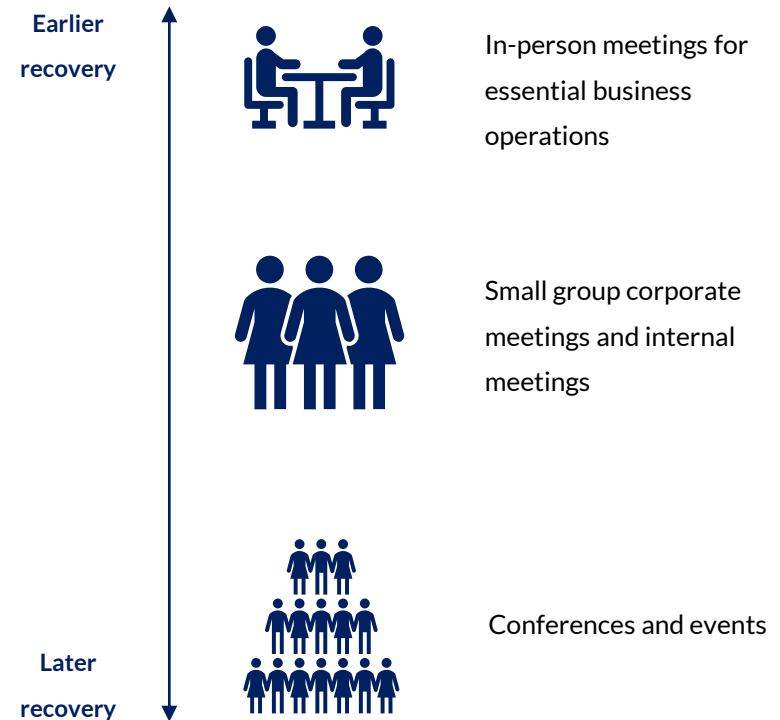 Earlier
recovery
In-person meetings for
essential business
operations
Small group corporate
meetings and internal
meetings
Conferences and events
Later
recovery